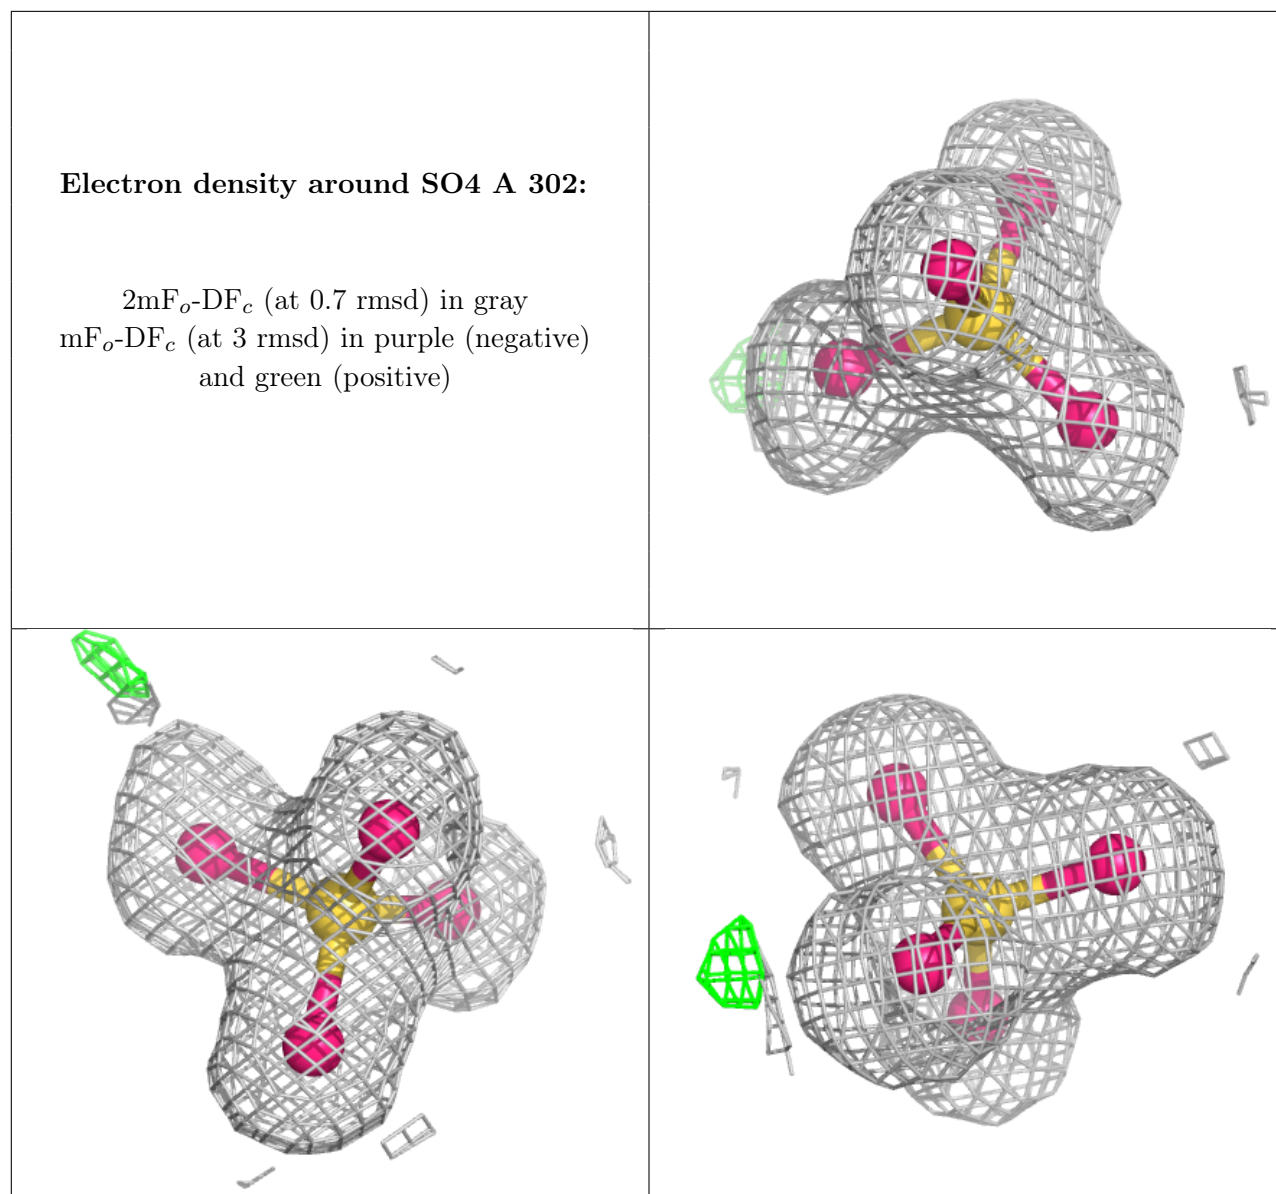 Electron density around SO4 A 302:
2mFo-DFc (at 0.7 rmsd) in gray
mFo-DFc (at 3 rmsd) in purple (negative)
and green (positive)